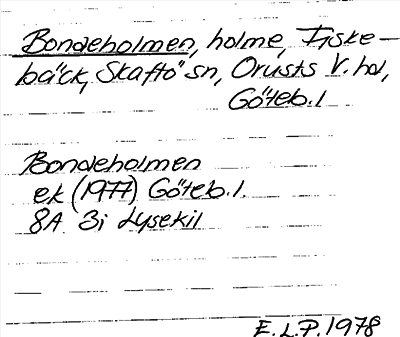 Bondeholmen, holme, Fiske-
bäck, Skaftö sn, Orusts V. hd,
Göteb. l
Bondeholmen
ek (1977) Göteb. l.
8A 3i Lysekil
E.L.P. 1978